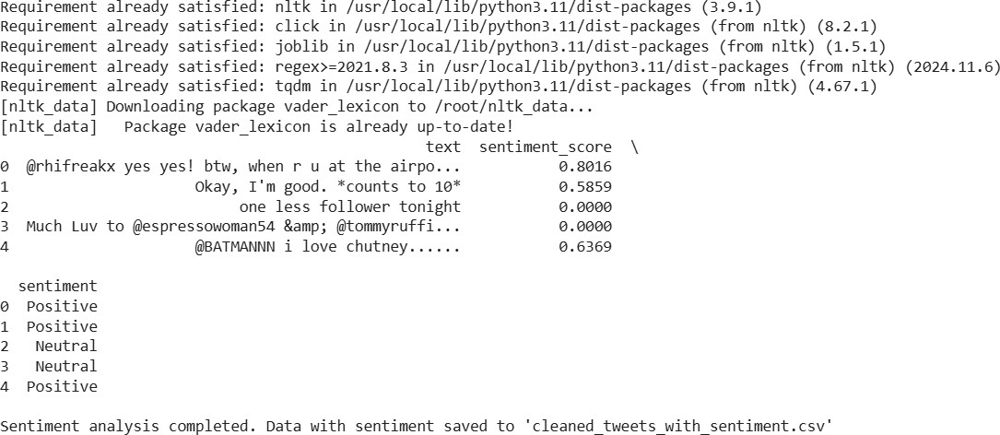 Requirement already satisfied: nltk in /usr/local/lib/python3.11/dist-packages (3.9.1)
Requirement already satisfied: click in /usr/local/lib/python3.11/dist-packages (from nltk) (8.2.1)
Requirement already satisfied: joblib in /usr/local/lib/python3.11/dist-packages (from nltk) (1.5.1)
Requirement already satisfied: regex>=2021.8.3 in /usr/local/lib/python3.11/dist-packages (from nltk) (2024.11.6)
Requirement already satisfied: tqdm in /usr/local/lib/python3.11/dist-packages (from nltk) (4.67.1)
[nltk_data] Downloading package vader_lexicon to /root/nltk_data...
[nltk_data]   Package vader_lexicon is already up-to-date!
                                                text  sentiment_score  \
0  @rhifreakx yes yes! btw, when r u at the airpo...           0.8016
1                    Okay, I'm good. *counts to 10*           0.5859
2                         one less follower tonight           0.0000
3  Much Luv to @espressowoman54 &amp; @tommyruffi...           0.0000
4                    @BATMANNN i love chutney......           0.6369

  sentiment
0  Positive
1  Positive
2   Neutral
3   Neutral
4  Positive

Sentiment analysis completed. Data with sentiment saved to 'cleaned_tweets_with_sentiment.csv'